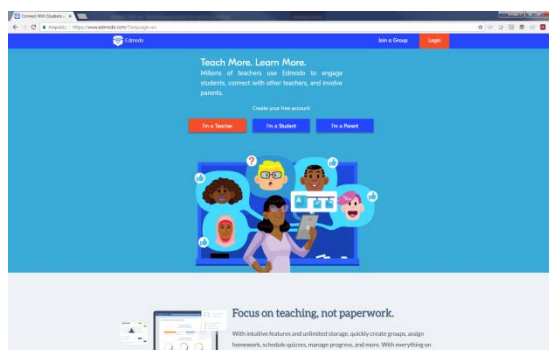 Connect With Students
https://www.edmodo.com/?language=en
Edmodo
Join a Group
Login
Teach More. Learn More.
Millions of teachers use Edmodo to engage
students, connect with other teachers, and involve
parents.
Create your free account
I'm a Teacher
I'm a Student
I'm a Parent
?
A
Focus on teaching, not paperwork.
With intuitive features and unlimited storage, quickly create groups, assign
homework, schedule quizzes, manage progress, and more. With everything on